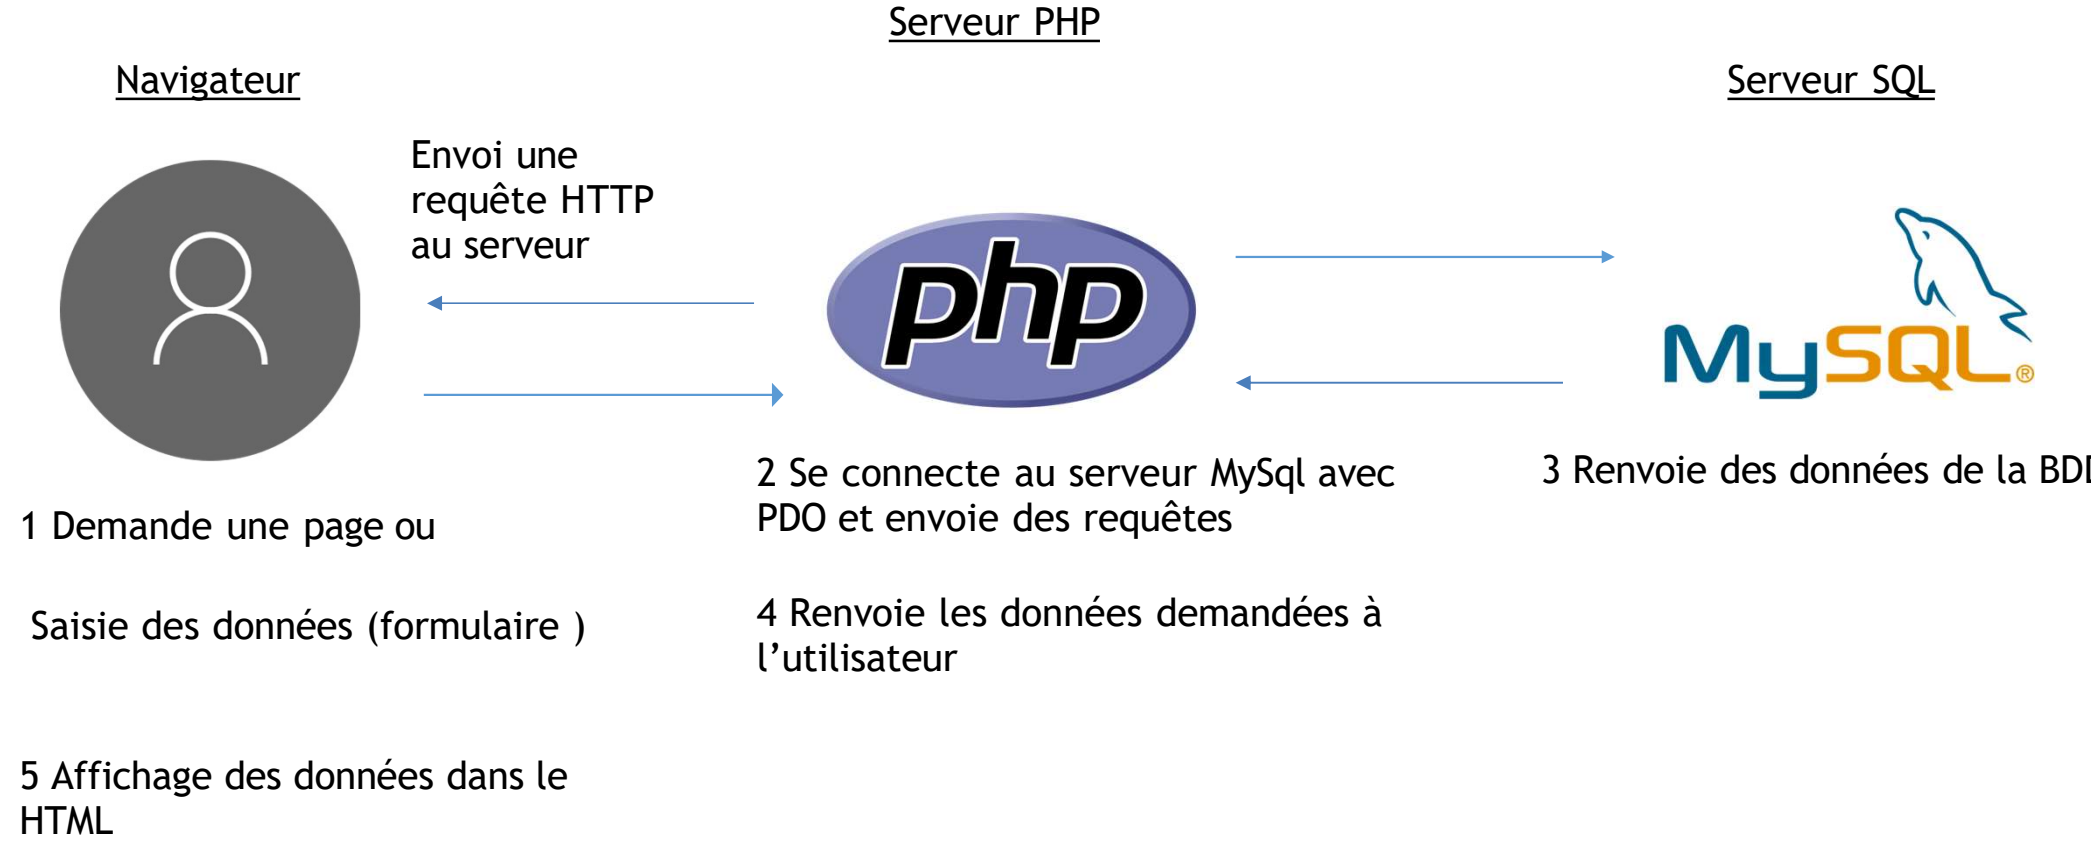 Serveur PHP
Navigateur
Serveur SQL
Envoi une
requête HTTP
au serveur
php
MySQL®
2 Se connecte au serveur MySql avec
PDO et envoie des requêtes
3 Renvoie des données de la BD
1 Demande une page ou
Saisie des données (formulaire )
4 Renvoie les données demandées à
l’utilisateur
5 Affichage des données dans le
HTML